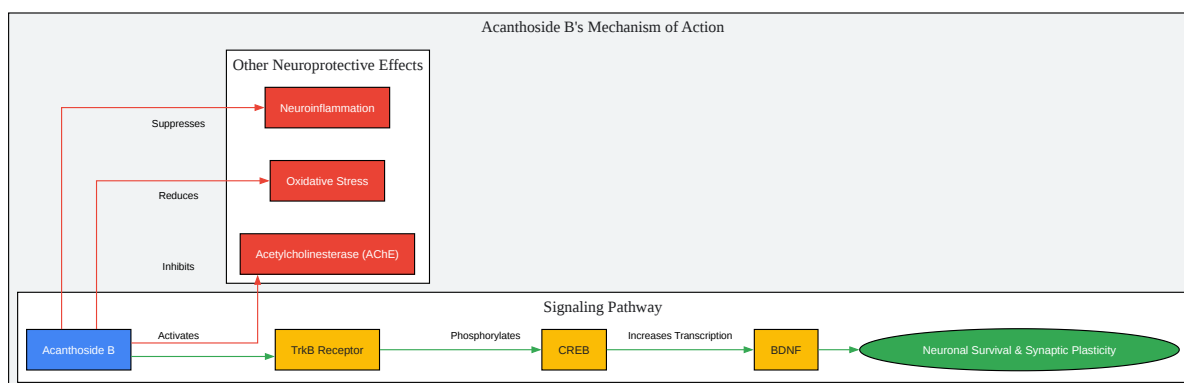 Acanthoside B's Mechanism of Action
Other Neuroprotective Effects
Neuroinflammation
Suppresses
Oxidative Stress
Reduces
Acetylcholinesterase (AChE)
Inhibits
Signaling Pathway
Acanthoside B
Activates
TrkB Receptor
Phosphorylates
CREB
Increases Transcription
BDNF
Neuronal Survival & Synaptic Plasticity